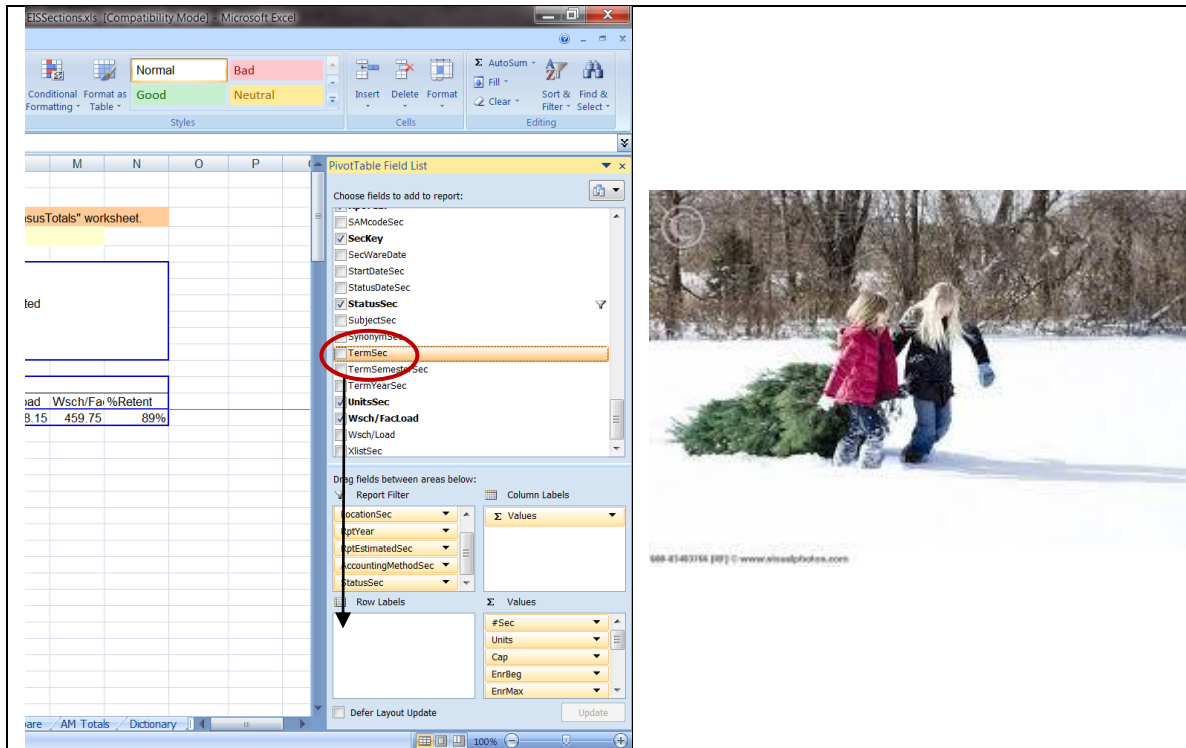 EISSections.xls [Compatibility Mode] - Microsoft Excel
Conditional Formatting
Format as Table
Normal
Bad
Good
Neutral
Styles
Insert
Delete
Format
Cells
Σ AutoSum
Fill
Clear
Sort & Filter
Find & Select
Editing
M N O P
susTotals" worksheet.
ted
ad Wsch/Fa %Retent
3.15 459.75 89%
PivotTable Field List
Choose fields to add to report:
SAMcodeSec
SecKey
SecWareDate
StartDateSec
StatusDateSec
StatusSec
SubjectSec
SynonymSec
TermSec
TermSemesterSec
TermYearSec
UnitsSec
Wsch/FacLoad
Wsch/Load
XlistSec
Drag fields between areas below:
Report Filter
Column Labels
LocationSec
RptYear
RptEstimatedSec
AccountingMethodSec
StatusSec
Σ Values
Row Labels
Σ Values
#Sec
Units
Cap
EnrBeg
EnrMax
Defer Layout Update
Update
are AM Totals Dictionary
100%
©
[RF] © www.visualphotos.com